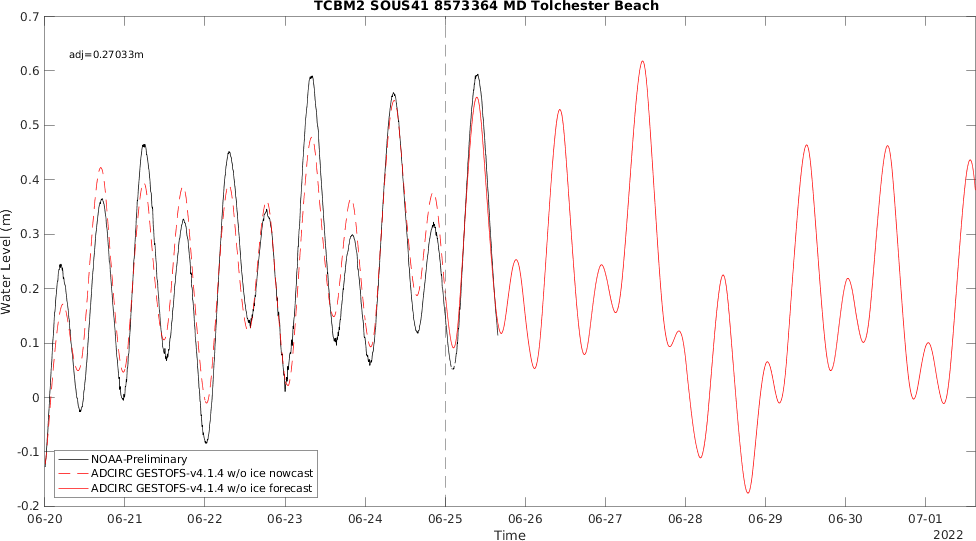 TCBM2 SOUS41 8573364 MD Tolchester Beach
adj=0.27033m
Water Level (m)
0.7
0.6
0.5
0.4
0.3
0.2
0.1
0
-0.1
-0.2
NOAA-Preliminary
ADCIRC GESTOFS-v4.1.4 w/o ice nowcast
ADCIRC GESTOFS-v4.1.4 w/o ice forecast
06-20 06-21 06-22 06-23 06-24 06-25 06-26 06-27 06-28 06-29 06-30 07-01
2022
Time